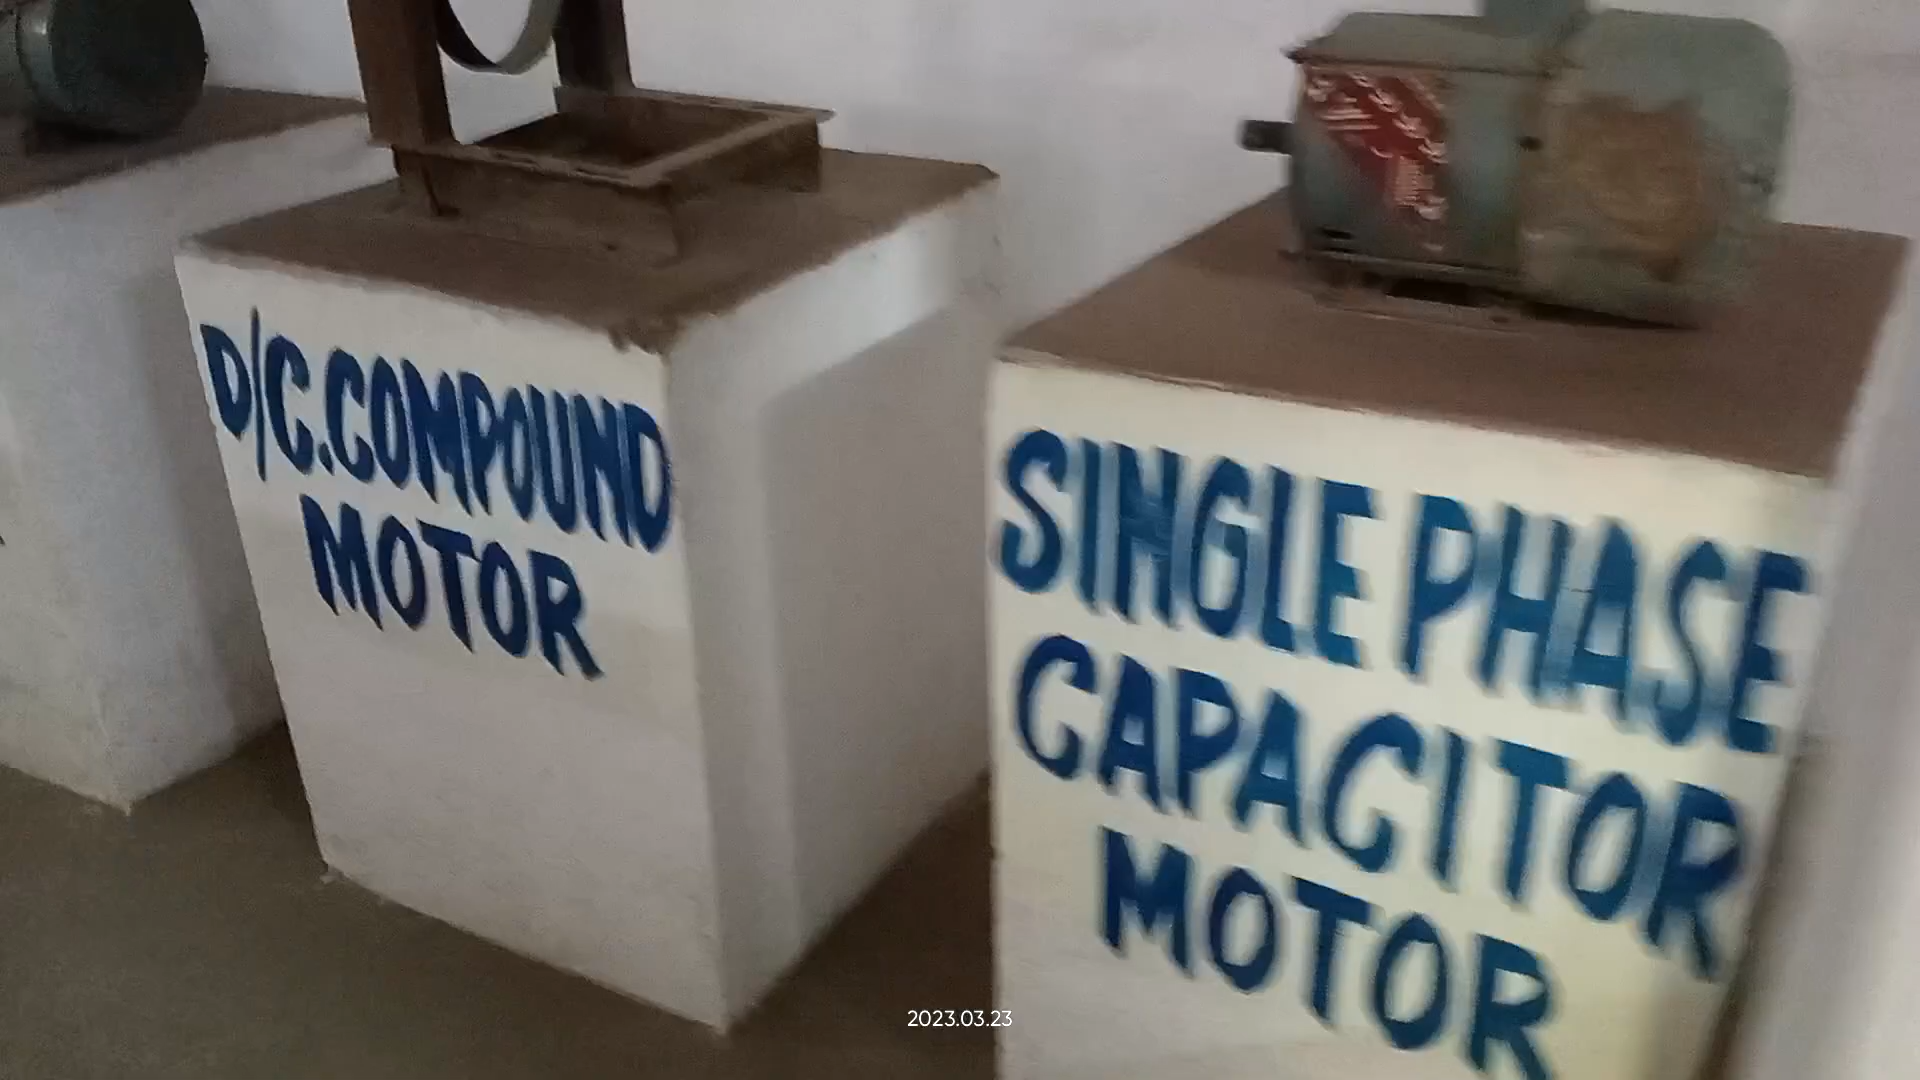 D/C.COMPOUND
MOTOR
SINGLE PHASE
CAPACITOR
MOTOR
2023.03.23